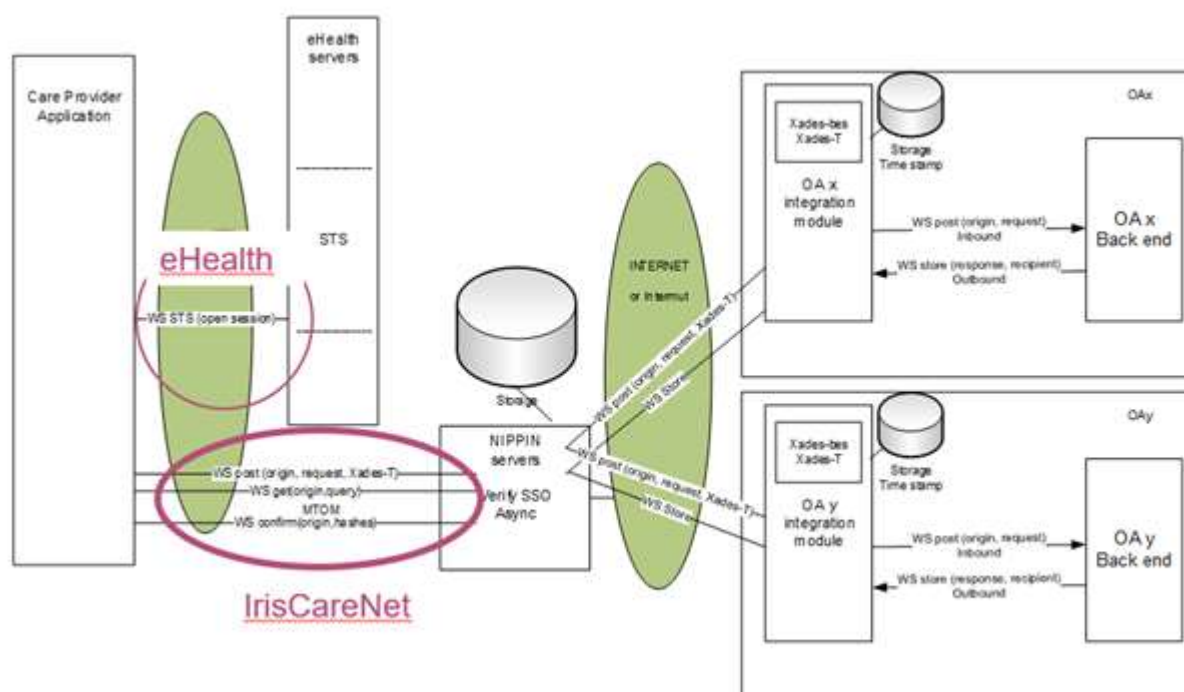 eHealth
servers
Care Provider
Application
STS
eHealth
WS STS (open session)
Storage
NIPPIN
servers
Verify SSO
Async
WS post (origin, request, Xades-T)
WS get(origin,query)
MTOM
WS confirm(origin,hashes)
IrisCareNet
INTERNET
or Internut
WS post (origin, request, Xades-T)
WS Store
WS post (origin, request, Xades-T)
WS Store
OAx
Xades-bes
Xades-T
Storage
Time stamp
OA x
integration
module
WS post (origin, request)
Inbound
WS store (response, recipient)
Outbound
OA x
Back end
OAy
Xades-bes
Xades-T
Storage
Time stamp
OA y
integration
module
WS post (origin, request)
Inbound
WS store (response, recipient)
Outbound
OA y
Back end